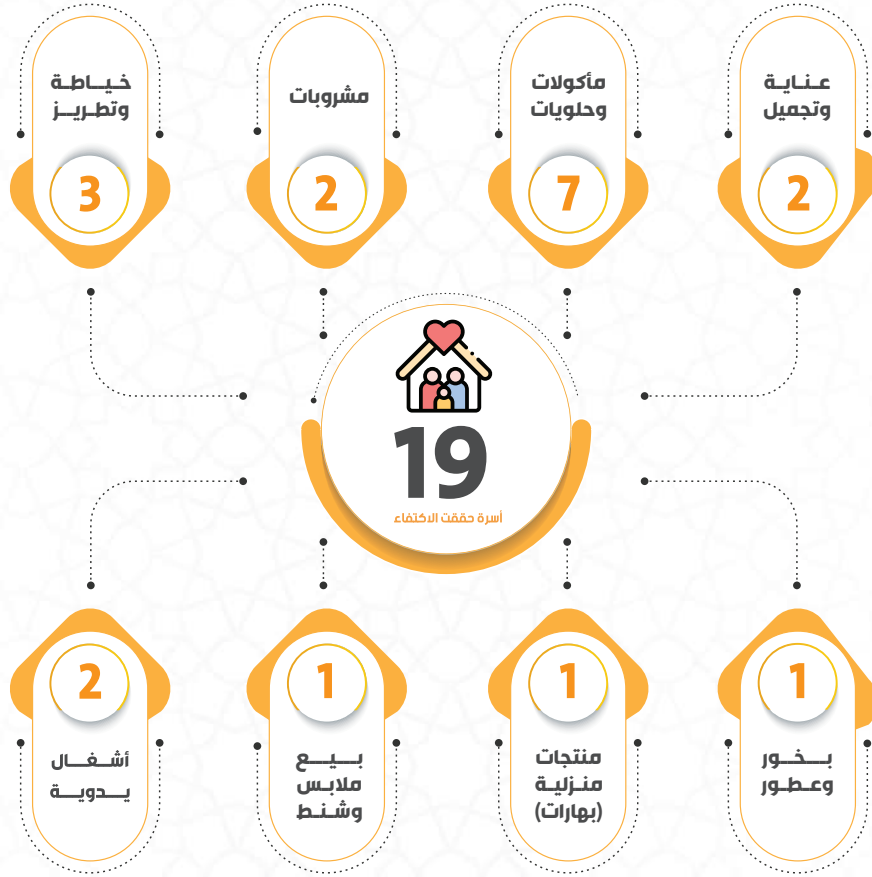 عناية
وتجميل
2
مأكولات
وحلويات
7
مشروبات
2
خياطة
وتطريز
3
19
أسرة حققت الاكتفاء
1
بخور
وعطور
1
منتجات
منزلية
(بهارات)
1
بيع
ملابس
وشنط
2
أشغال
يدوية